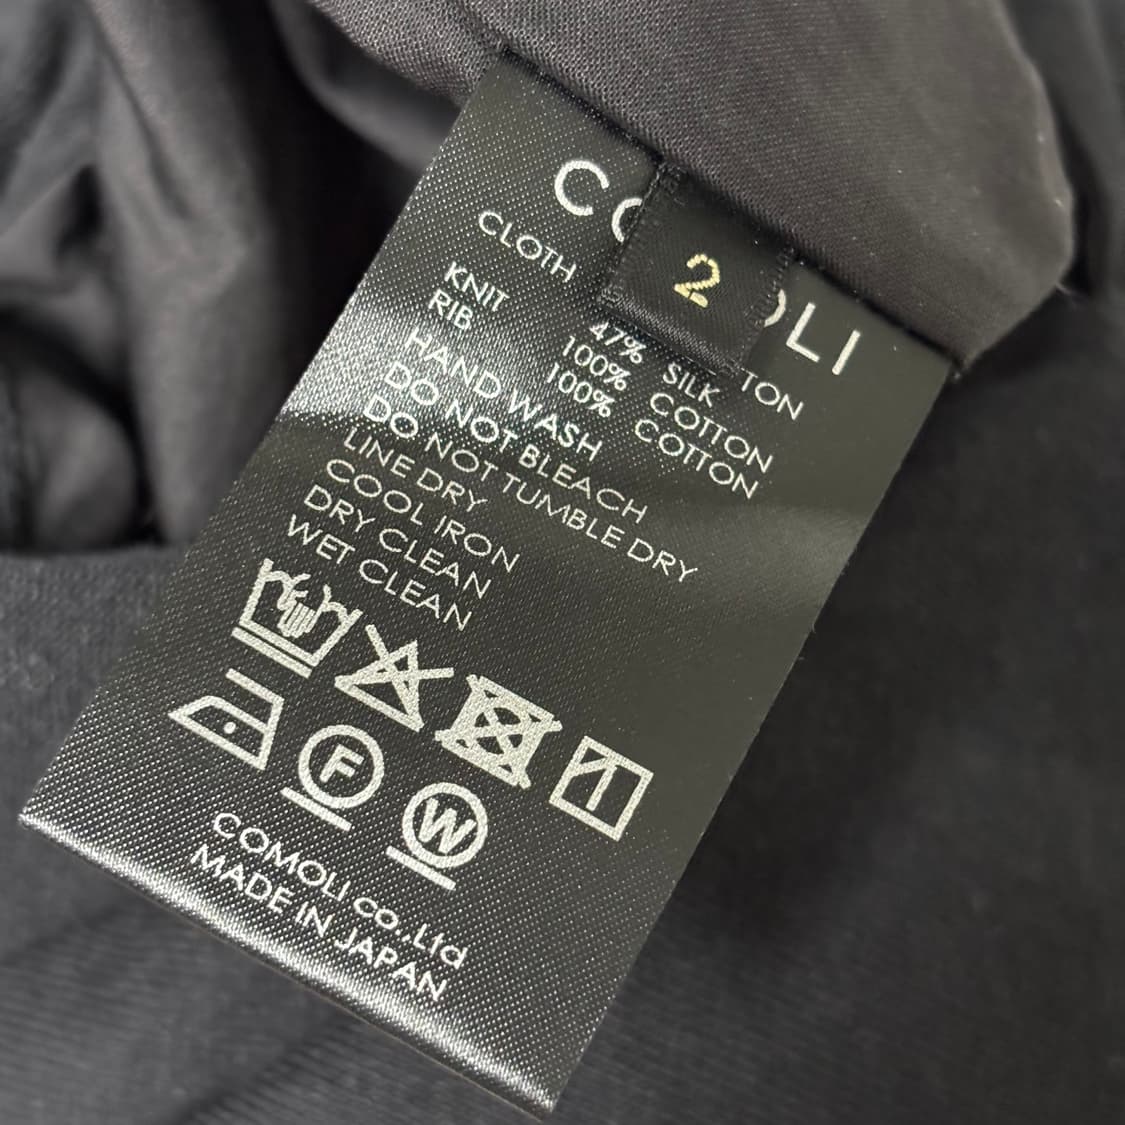 CO
OLI
2
CLOTH TON
47% SILK
KNIT 100% COTTON
RIB 100% COTTON
HAND WASH
DO NOT BLEACH
DO NOT TUMBLE DRY
LINE DRY
COOL IRON
DRY CLEAN
WET CLEAN
F
W
COMOLI co.,Ltd
MADE IN JAPAN